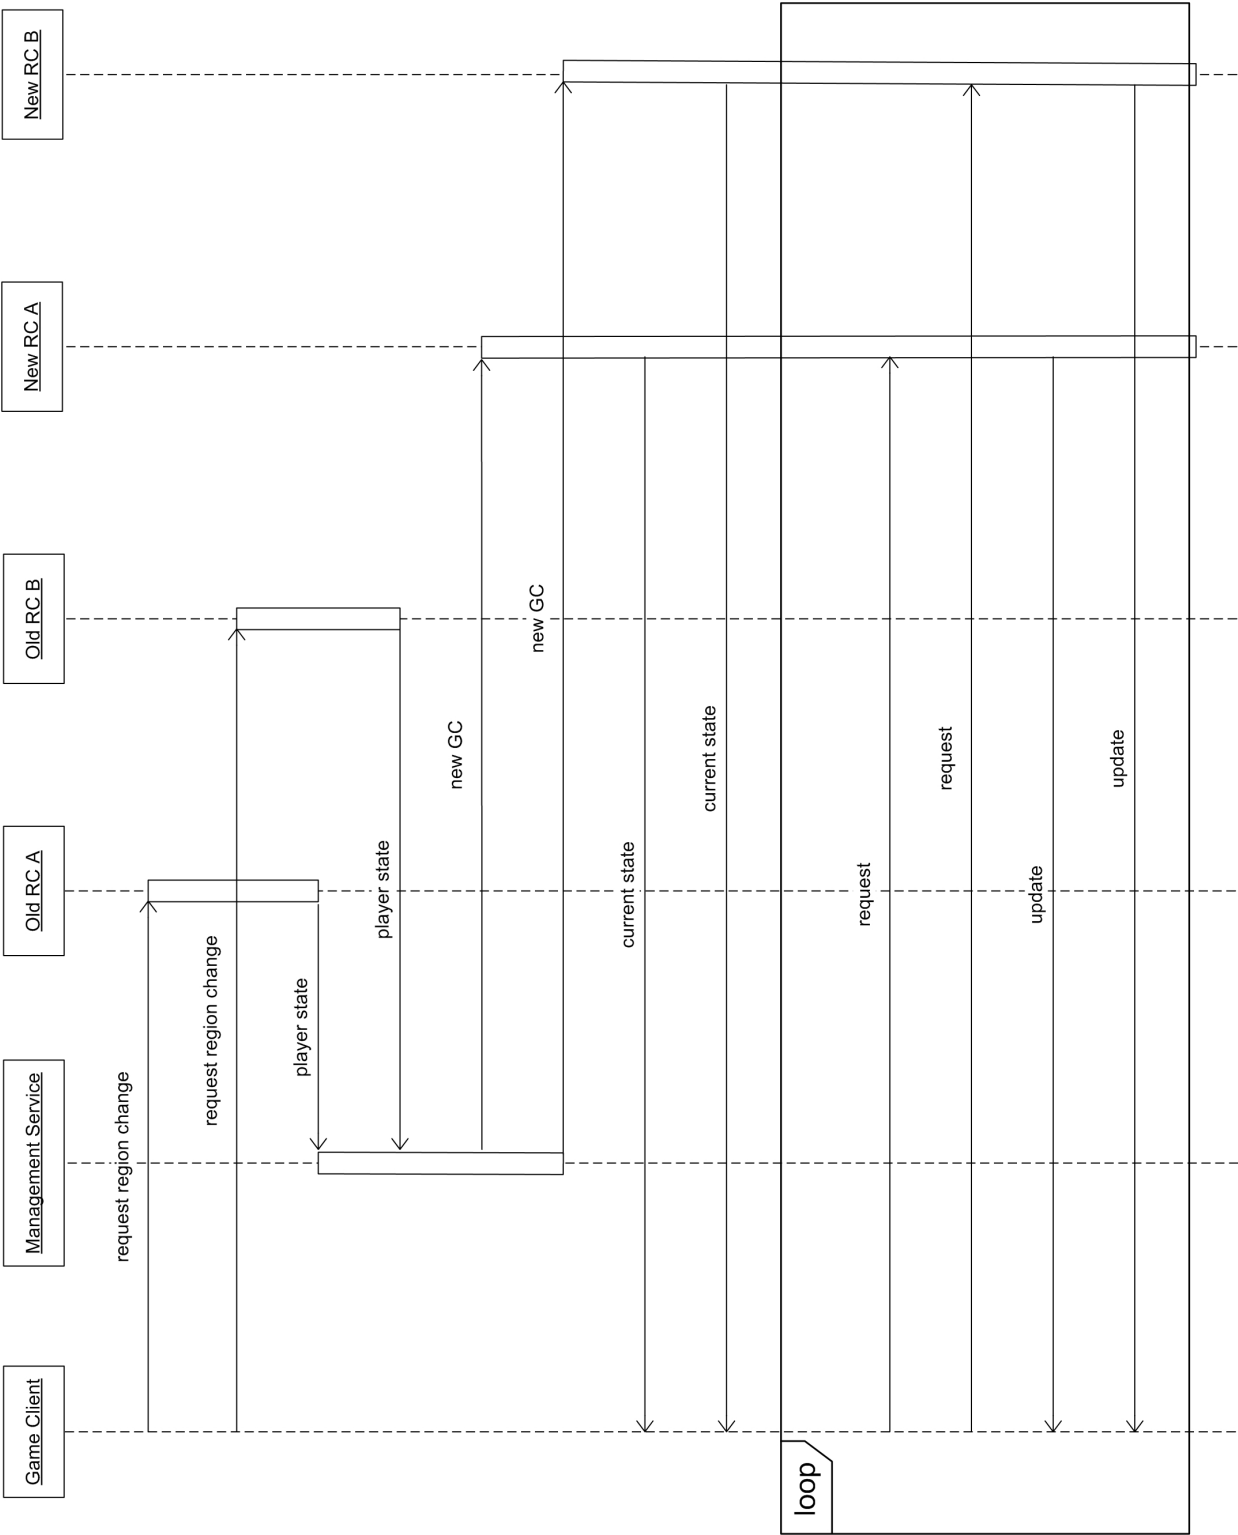 Game Client
Management Service
Old RC A
Old RC B
New RC A
New RC B
request region change
request region change
player state
player state
new GC
new GC
current state
current state
loop
request
request
update
update